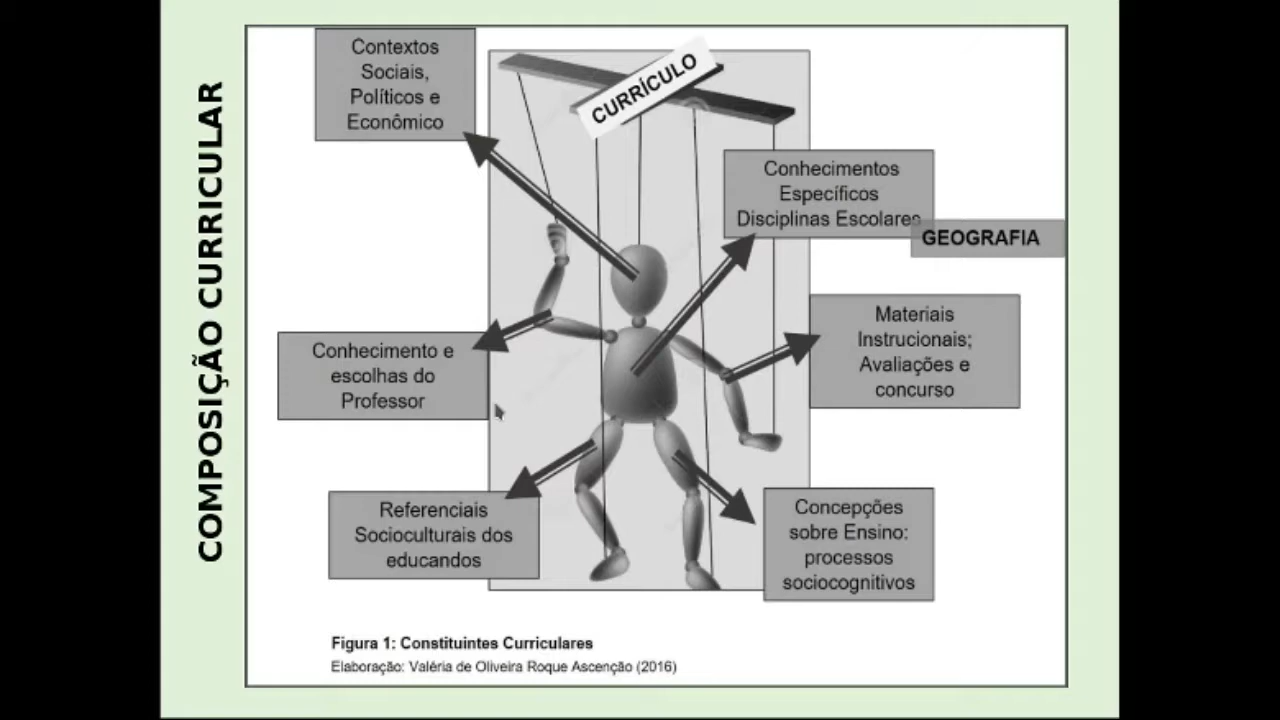 COMPOSIÇÃO CURRICULAR
Contextos
Sociais,
Políticos e
Econômico
CURRÍCULO
Conhecimentos
Específicos
Disciplinas Escolares
GEOGRAFIA
Conhecimento e
escolhas do
Professor
Materiais
Instrucionais;
Avaliações e
concurso
Referenciais
Socioculturais dos
educandos
Concepções
sobre Ensino:
processos
sociocognitivos
Figura 1: Constituintes Curriculares
Elaboração: Valéria de Oliveira Roque Ascenção (2016)